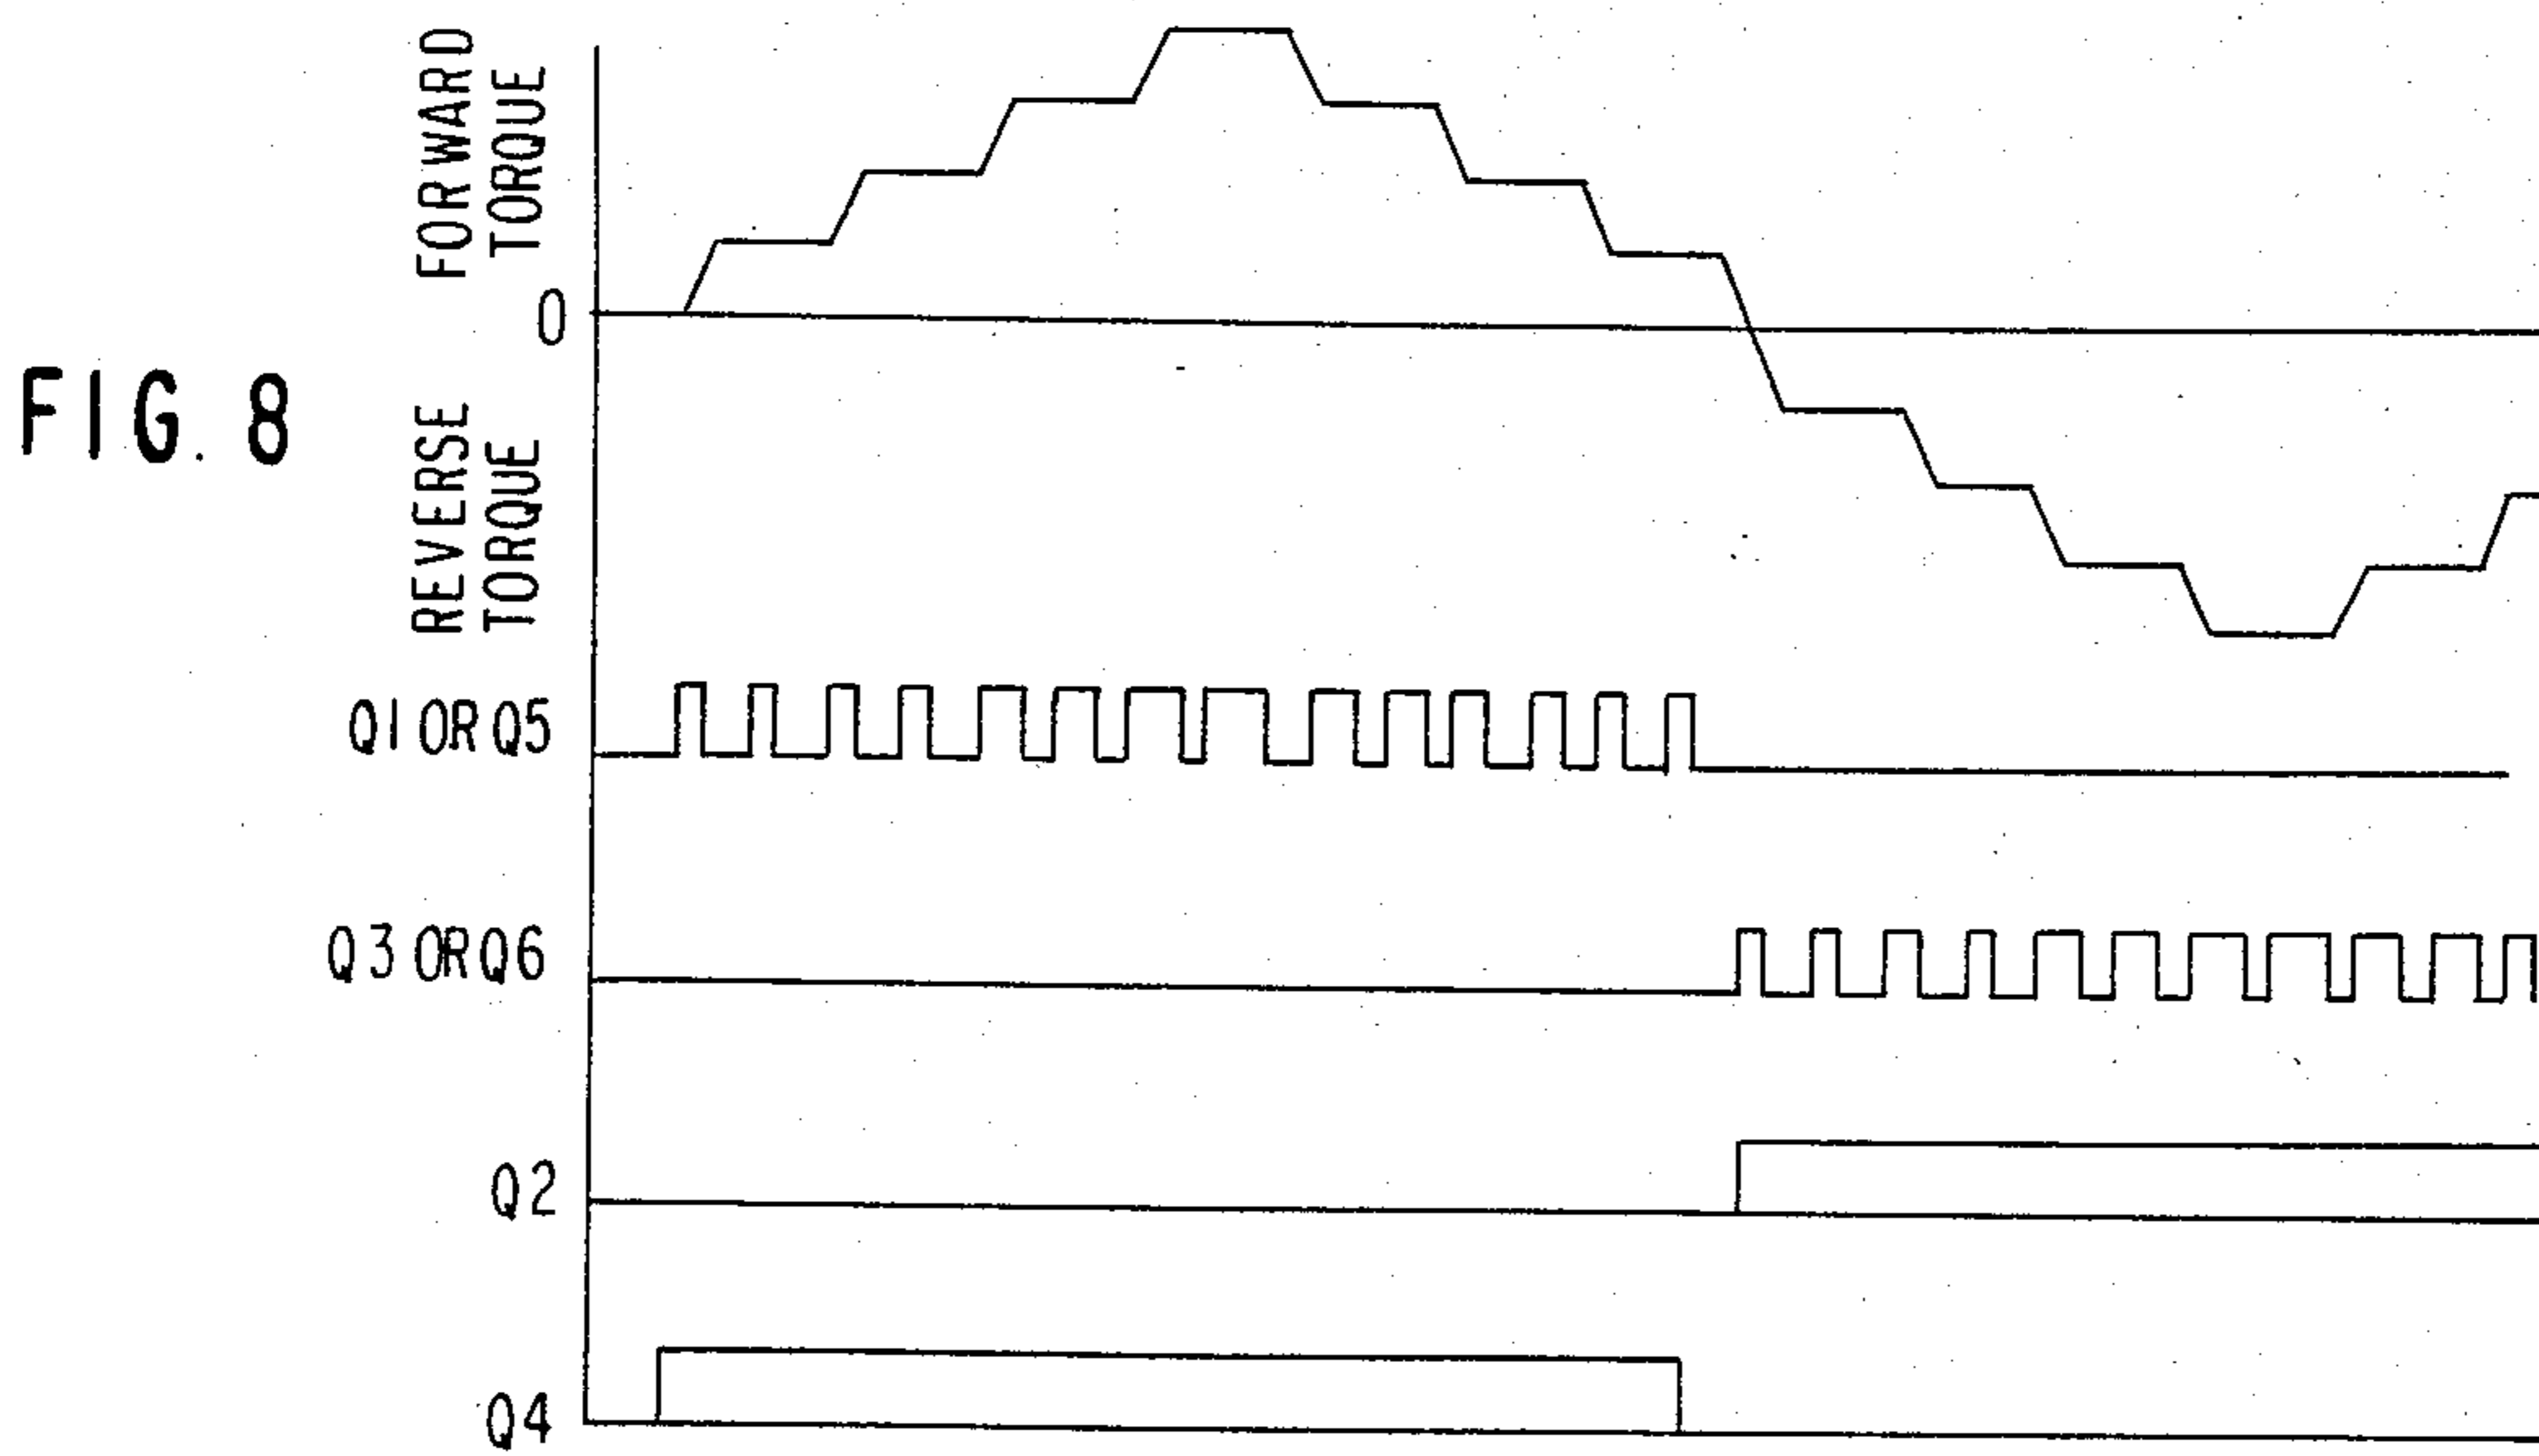 FORWARD
TORQUE
0
FIG. 8
REVERSE
TORQUE
Q1 OR Q5
Q3 OR Q6
Q2
Q4